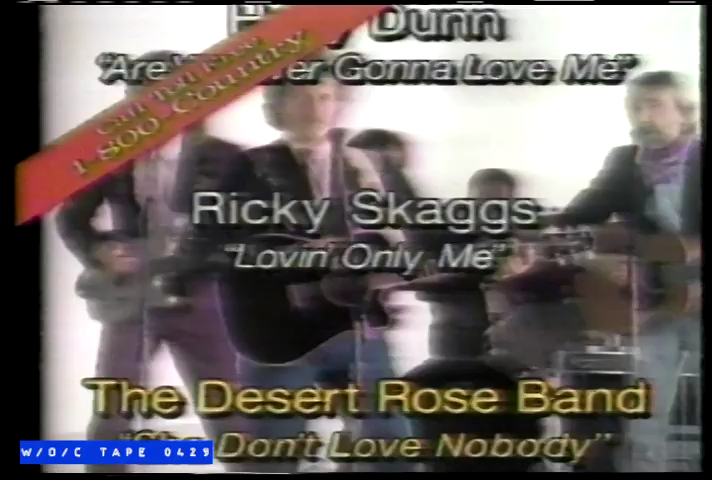 Dunn
"Are Gonna Love Me"
Call Toll Free
1-800-Country
Ricky Skaggs
"Lovin' Only Me"
The Desert Rose Band
"She Don't Love Nobody"
W/O/C TAPE 0429